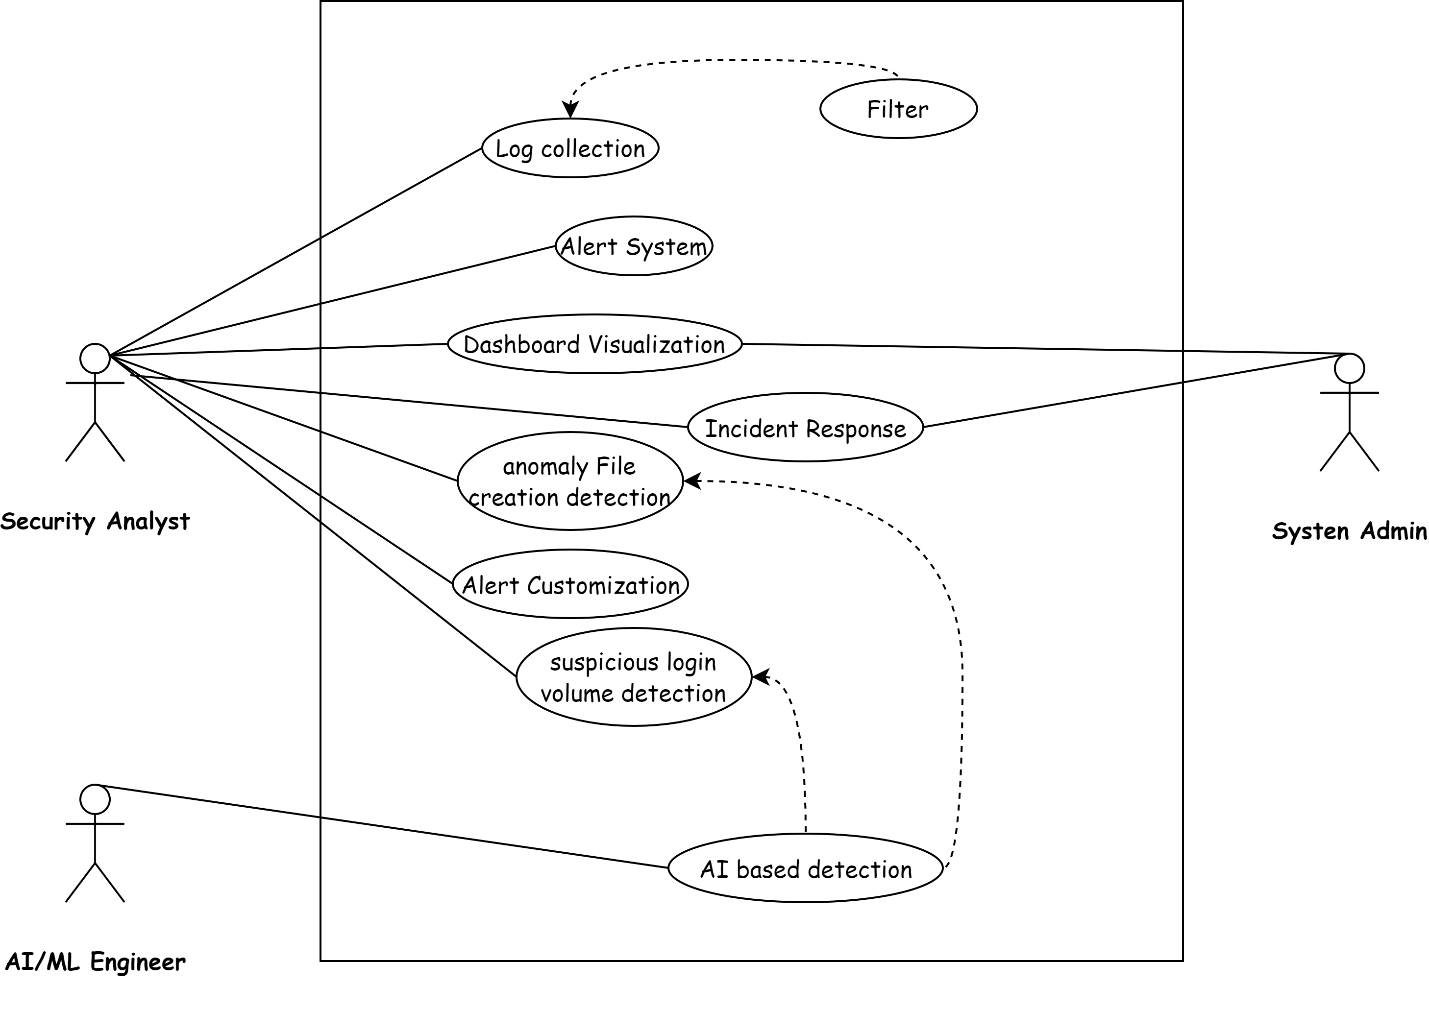 Filter
Log collection
Alert System
Dashboard Visualization
Incident Response
anomaly File
creation detection
Security Analyst
Systen Admin
Alert Customization
suspicious login
volume detection
AI based detection
AI/ML Engineer